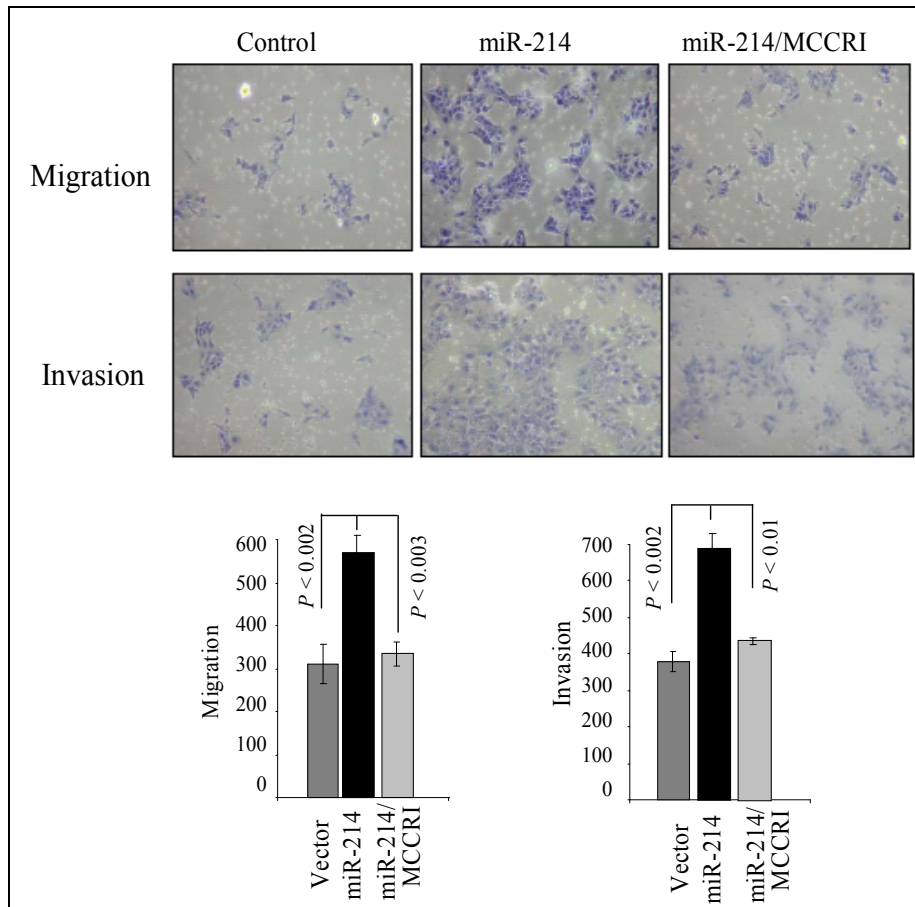 Control miR-214 miR-214/MCCRI
Migration
Invasion
Migration
600
500
400
300
200
100
0
P < 0.002
P < 0.003
Vector
miR-214
miR-214/
MCCRI
Invasion
700
600
500
400
300
200
100
0
P < 0.002
P < 0.01
Vector
miR-214
miR-214/
MCCRI